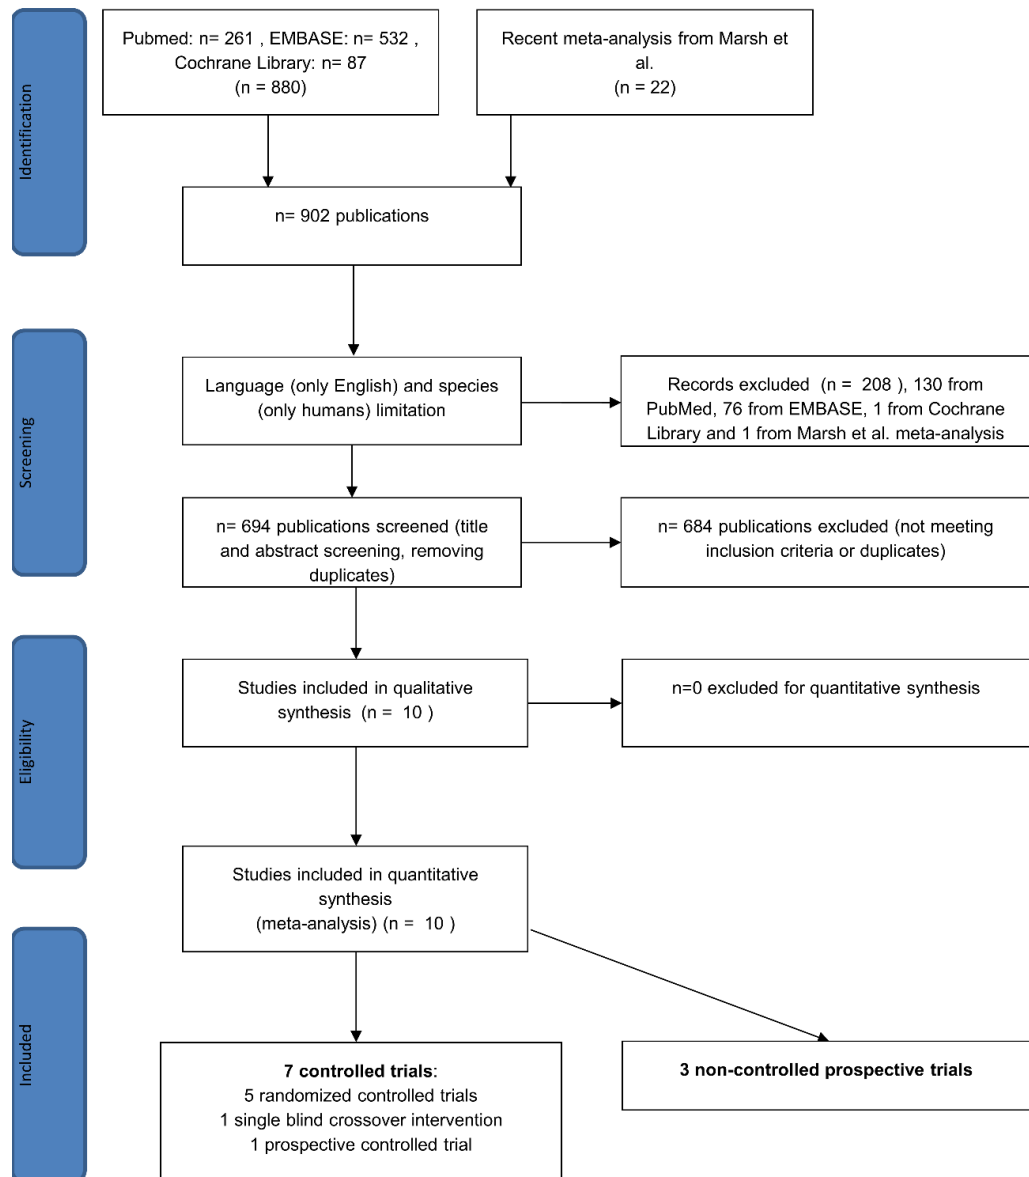 Identification
Pubmed: n= 261 , EMBASE: n= 532 ,
Cochrane Library: n= 87
(n = 880)
Recent meta-analysis from Marsh et
al.
(n = 22)
n= 902 publications
Screening
Language (only English) and species
(only humans) limitation
Records excluded  (n =  208 ), 130 from
PubMed, 76 from EMBASE, 1 from Cochrane
Library and 1 from Marsh et al. meta-analysis
n= 694 publications screened (title
and abstract screening, removing
duplicates)
n= 684 publications excluded (not meeting
inclusion criteria or duplicates)
Eligibility
Studies included in qualitative
synthesis  (n =  10 )
n=0 excluded for quantitative synthesis
Studies included in quantitative
synthesis
(meta-analysis) (n =  10 )
Included
7 controlled trials:
5 randomized controlled trials
1 single blind crossover intervention
1 prospective controlled trial
3 non-controlled prospective trials